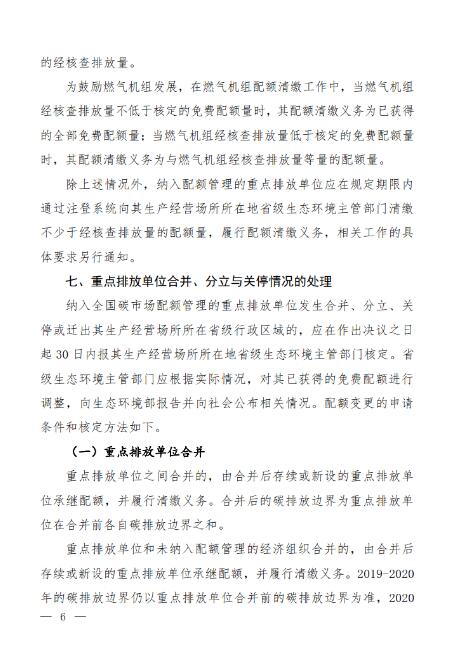 的经核查排放量。
为鼓励燃气机组发展，在燃气机组配额清缴工作中，当燃气机组
经核查排放量不低于核定的免费配额量时，其配额清缴义务为已获得
的全部免费配额量；当燃气机组经核查排放量低于核定的免费配额量
时，其配额清缴义务为与燃气机组经核查排放量等量的配额量。
除上述情况外，纳入配额管理的重点排放单位应在规定期限内
通过注登系统向其生产经营场所所在地省级生态环境主管部门清缴
不少于经核查排放量的配额量，履行配额清缴义务，相关工作的具
体要求另行通知。
七、重点排放单位合并、分立与关停情况的处理
纳入全国碳市场配额管理的重点排放单位发生合并、分立、关
停或迁出其生产经营场所所在省级行政区域的，应在作出决议之日
起 30 日内报其生产经营场所所在地省级生态环境主管部门核定。省
级生态环境主管部门应根据实际情况，对其已获得的免费配额进行
调整，向生态环境部报告并向社会公布相关情况。配额变更的申请
条件和核定方法如下。
（一）重点排放单位合并
重点排放单位之间合并的，由合并后存续或新设的重点排放单
位承继配额，并履行清缴义务。合并后的碳排放边界为重点排放单
位在合并前各自碳排放边界之和。
重点排放单位和未纳入配额管理的经济组织合并的，由合并后
存续或新设的重点排放单位承继配额，并履行清缴义务。2019-2020
年的碳排放边界仍以重点排放单位合并前的碳排放边界为准，2020
— 6 —